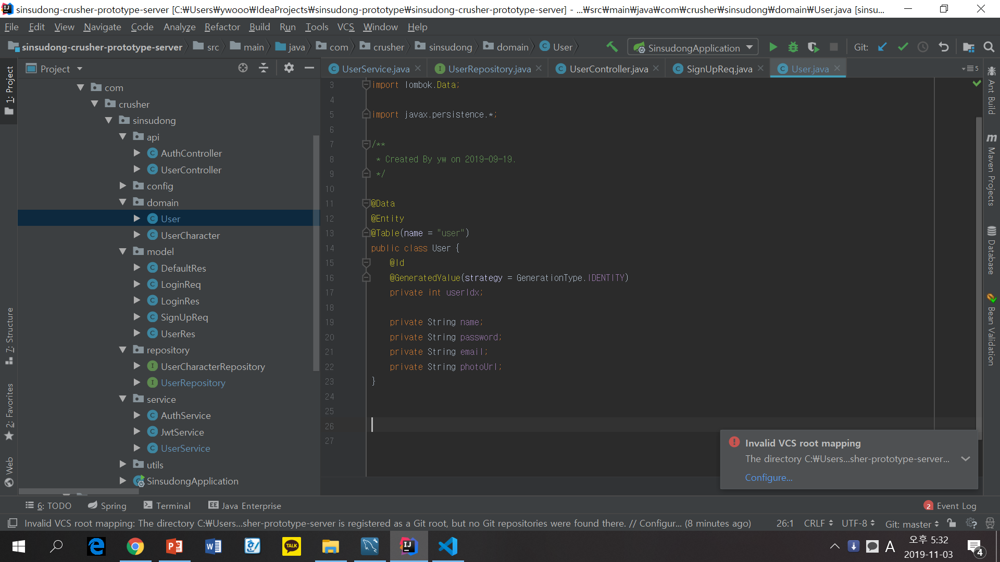 sinsudong-crusher-prototype-server [C:₩Users₩ywooo₩IdeaProjects₩sinsudong-prototype₩sinsudong-crusher-prototype-server] - ...₩src₩main₩java₩com₩crusher₩sinsudong₩domain₩User.java [sinsu...
File Edit View Navigate Code Analyze Refactor Build Run Tools VCS Window Help
sinsudong-crusher-prototype-server src main java com crusher sinsudong domain User SinsudongApplication Git:
1: Project
7: Structure
2: Favorites
Web
Project
com
crusher
sinsudong
api
AuthController
UserController
config
domain
User
UserCharacter
model
DefaultRes
LoginReq
LoginRes
SignUpReq
UserRes
repository
UserCharacterRepository
UserRepository
service
AuthService
JwtService
UserService
utils
SinsudongApplication
UserService.java UserRepository.java UserController.java SignUpReq.java User.java 5
3 import lombok.Data;
4
5 import javax.persistence.*;
6
7 /**
8 * Created By yw on 2019-09-19.
9 */
10
11 @Data
12 @Entity
13 @Table(name = "user")
14 public class User {
15 @Id
16 @GeneratedValue(strategy = GenerationType.IDENTITY)
17 private int userIdx;
18
19 private String name;
20 private String password;
21 private String email;
22 private String photoUrl;
23 }
24
25
26
27
Ant Build
m Maven Projects
Database
Bean Validation
Invalid VCS root mapping
The directory C:₩Users...sher-prototype-server...
Configure...
6: TODO Spring Terminal Java Enterprise 2 Event Log
Invalid VCS root mapping: The directory C:₩Users...sher-prototype-server is registered as a Git root, but no Git repositories were found there. // Configur... (8 minutes ago) 26:1 CRLF UTF-8 Git: master
TALK
IJ
A
오후 5:32
2019-11-03
4